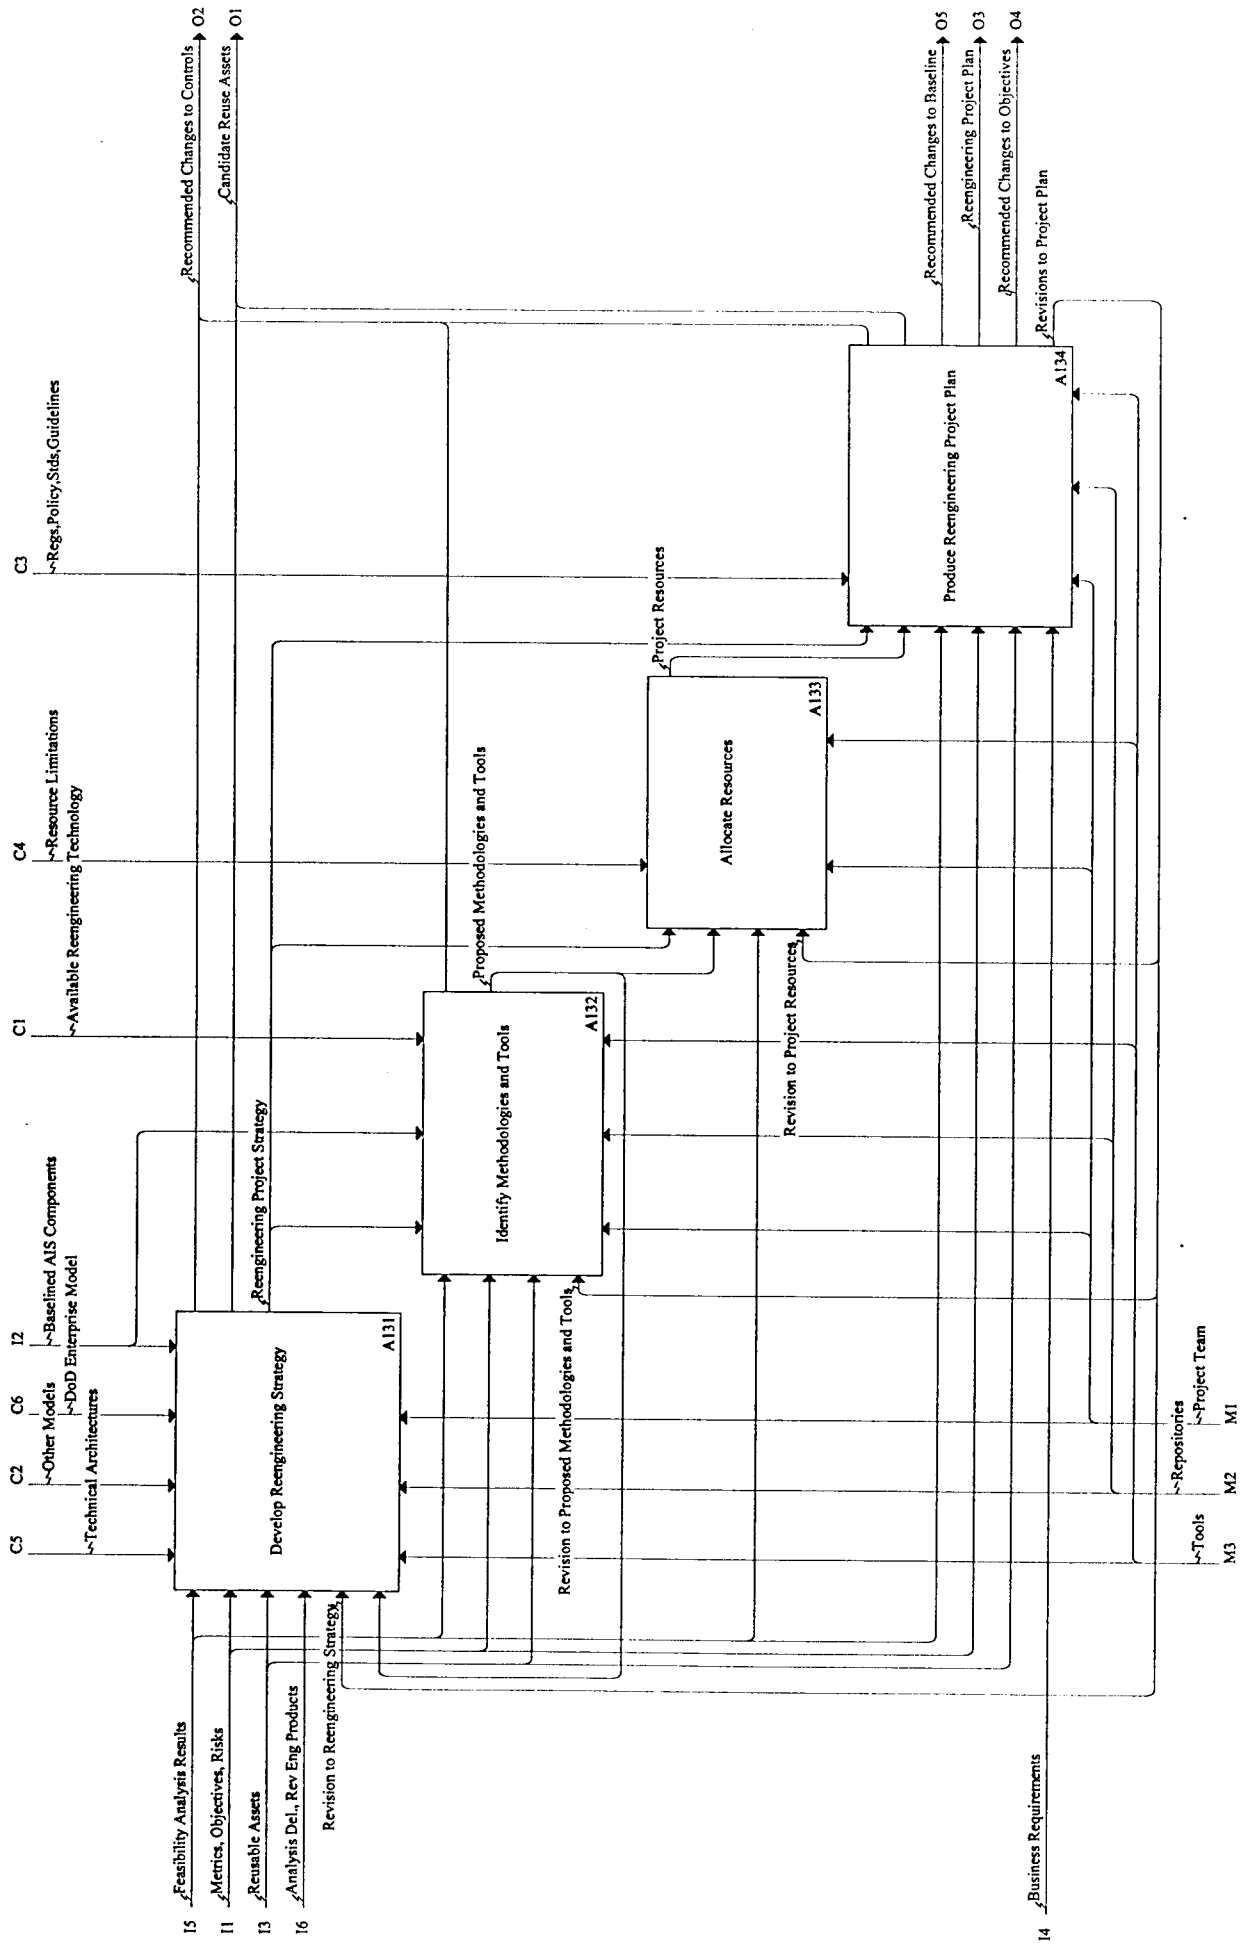 C5
Technical Architectures
C2
Other Models
C6
DoD Enterprise Model
I2
Baselined AIS Components
C1
Available Reengineering Technology
C4
Resource Limitations
C3
Regs,Policy,Stds,Guidelines
Recommended Changes to Controls
O2
Candidate Reuse Assets
O1
I5
Feasibility Analysis Results
I1
Metrics, Objectives, Risks
I3
Reusable Assets
I6
Analysis Del., Rev Eng Products
Revision to Reengineering Strategy
Develop Reengineering Strategy
A131
Reengineering Project Strategy
Identify Methodologies and Tools
A132
Proposed Methodologies and Tools
Revision to Proposed Methodologies and Tools
Allocate Resources
A133
Project Resources
Revision to Project Resources
Produce Reengineering Project Plan
A134
Recommended Changes to Baseline
O5
Reengineering Project Plan
O3
Recommended Changes to Objectives
O4
Revisions to Project Plan
I4
Business Requirements
Tools
M3
Repositories
M2
Project Team
M1